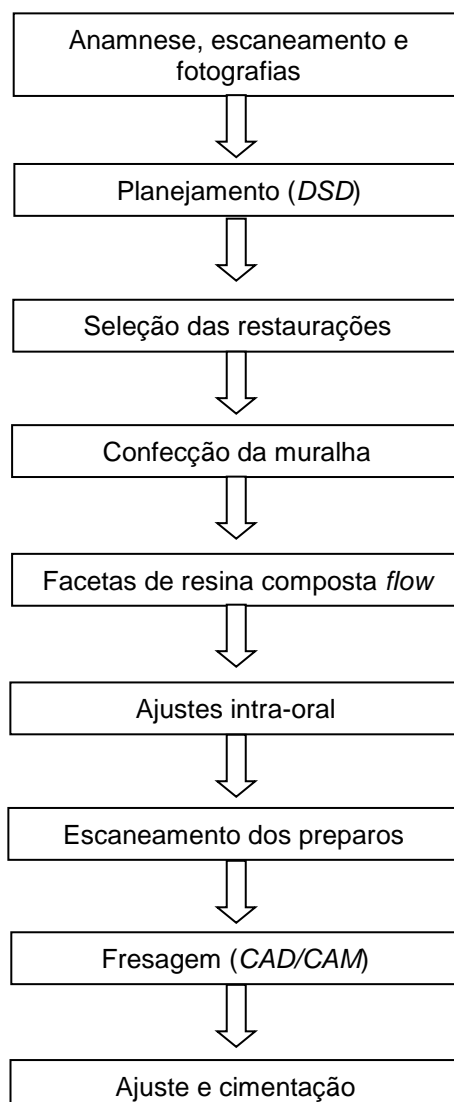 Anamnese, escaneamento e
fotografias
Planejamento (DSD)
Seleção das restaurações
Confecção da muralha
Facetas de resina composta flow
Ajustes intra-oral
Escaneamento dos preparos
Fresagem (CAD/CAM)
Ajuste e cimentação